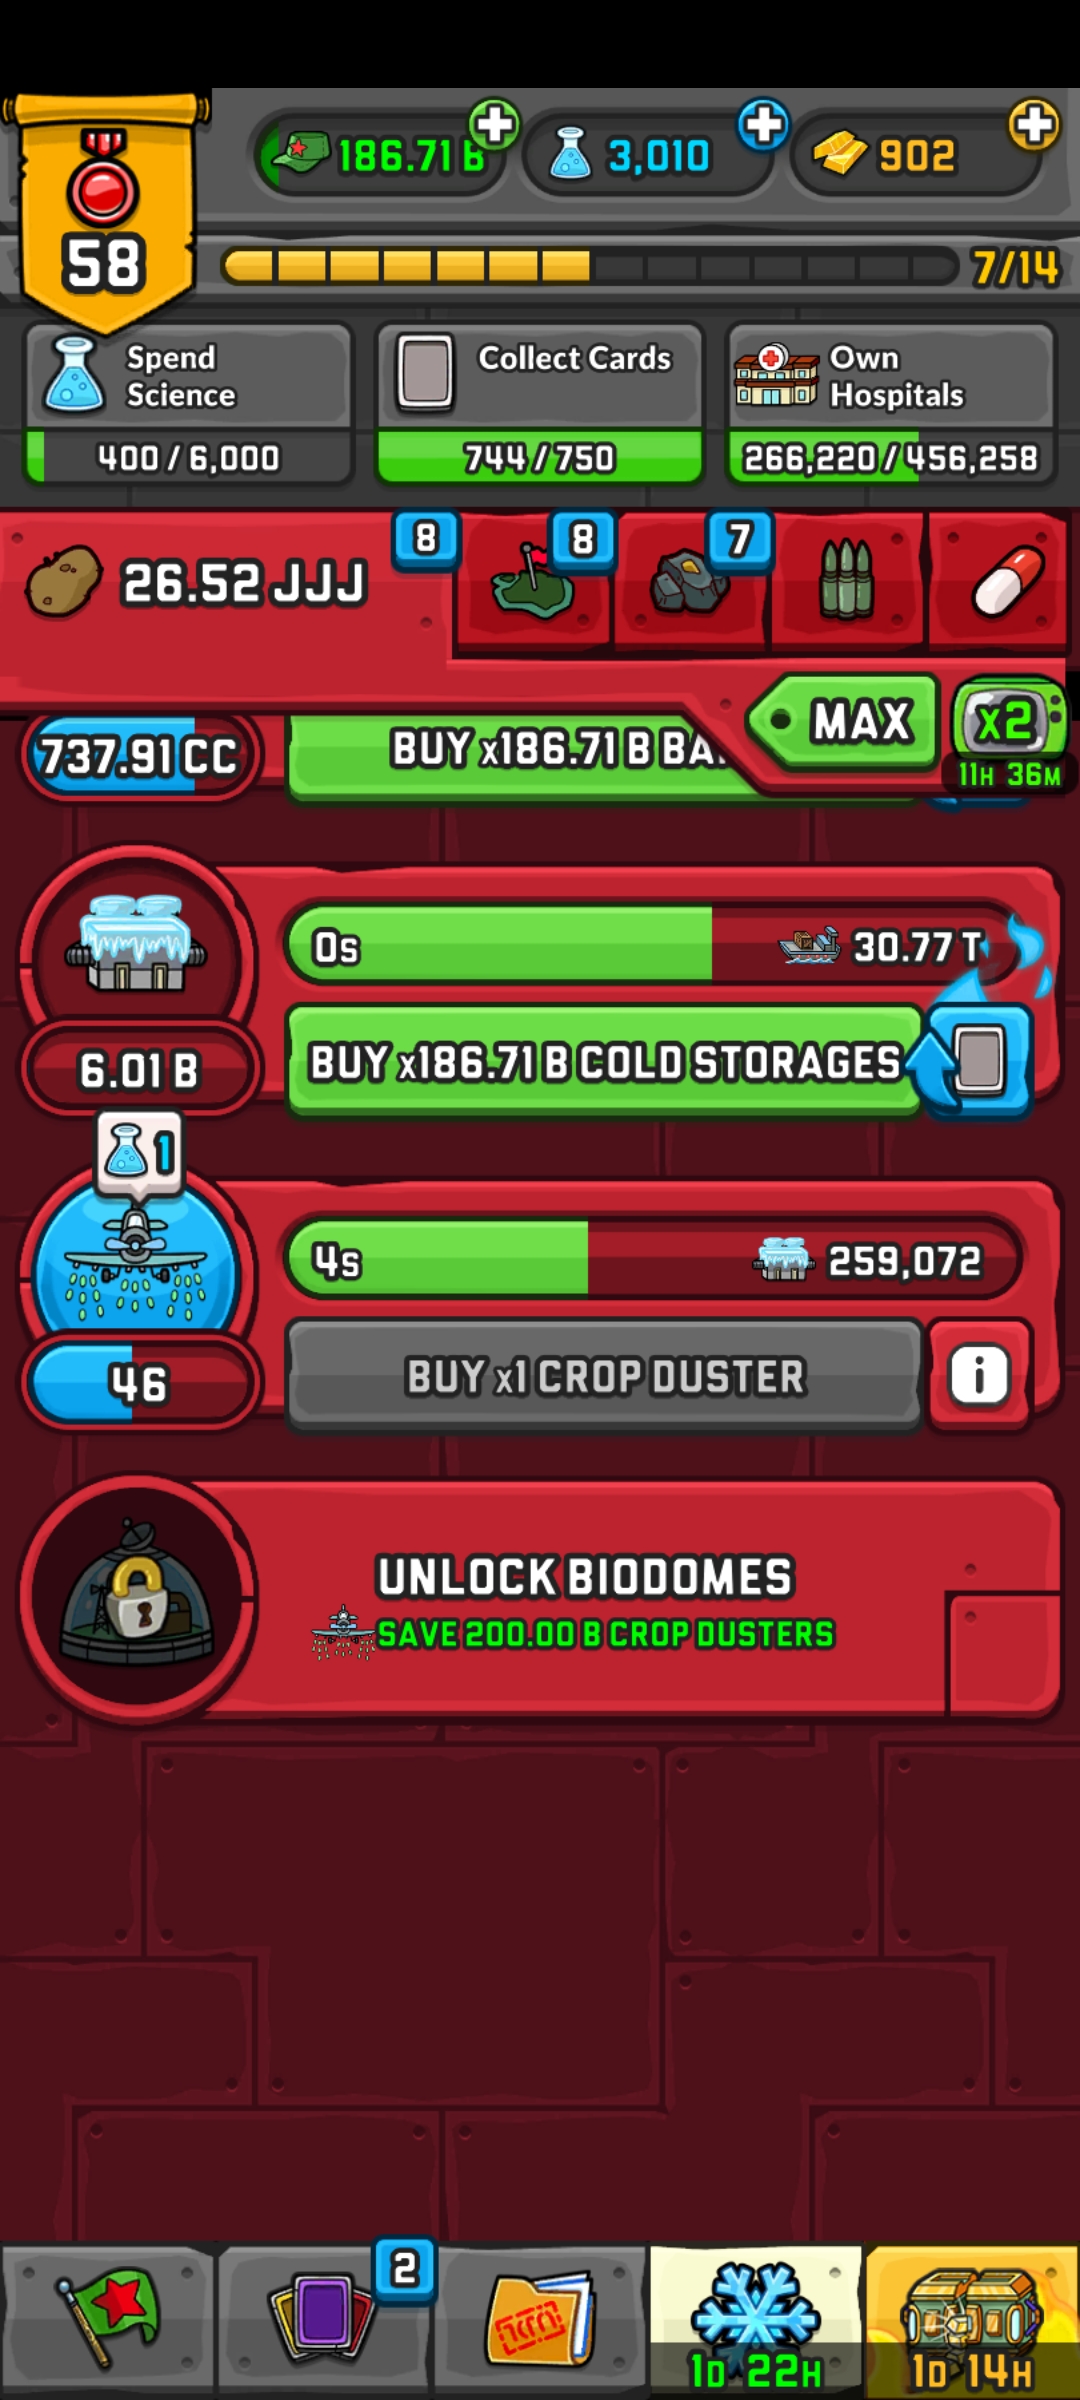 186.71 B
3,010
902
58
7/14
Spend
Science
400 / 6,000
Collect Cards
744 / 750
Own
Hospitals
266,220 / 456,258
26.52 JJJ
8
8
7
MAX
x2
11H 36M
737.91 CC
BUY x186.71 B BA
0s
30.77 T
6.01 B
BUY x186.71 B COLD STORAGES
1
4s
259,072
46
BUY x1 CROP DUSTER
i
UNLOCK BIODOMES
SAVE 200.00 B CROP DUSTERS
2
1D 22H
1D 14H